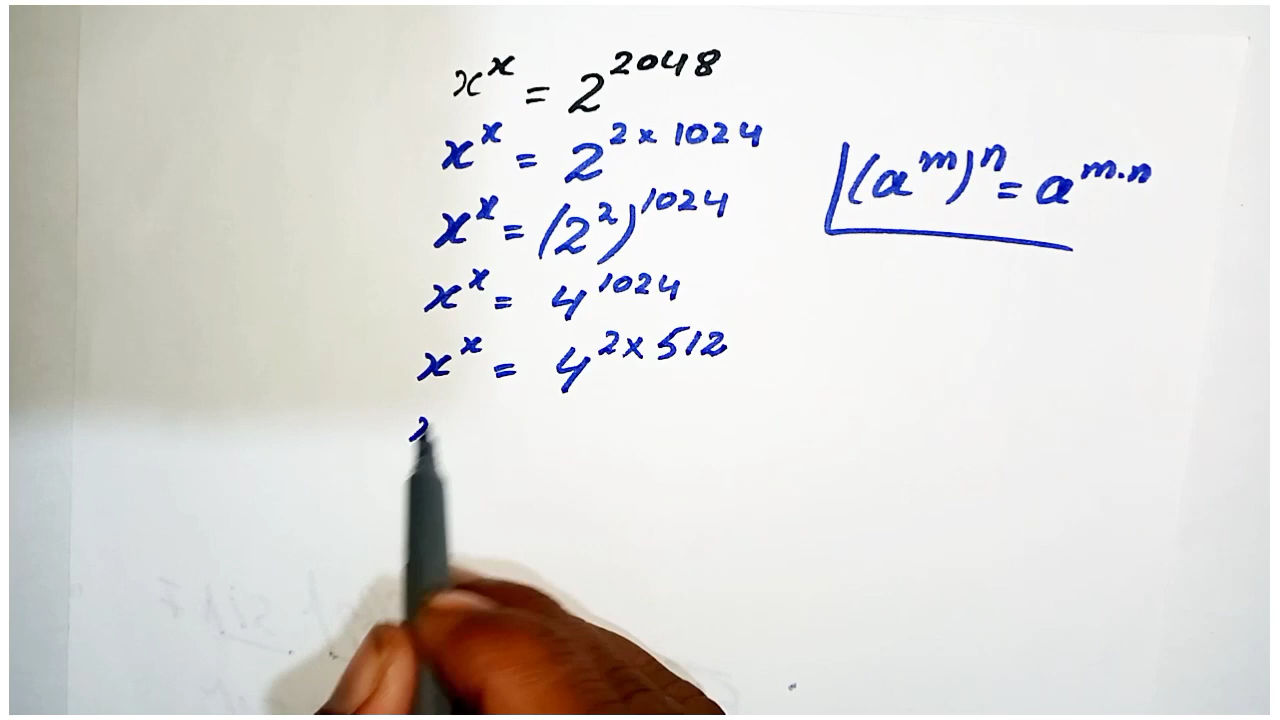 x^x = 2^2048
x^x = 2^2 x 1024
x^x = (2^2)^1024
x^x = 4^1024
x^x = 4^2 x 512
(a^m)^n = a^m.n